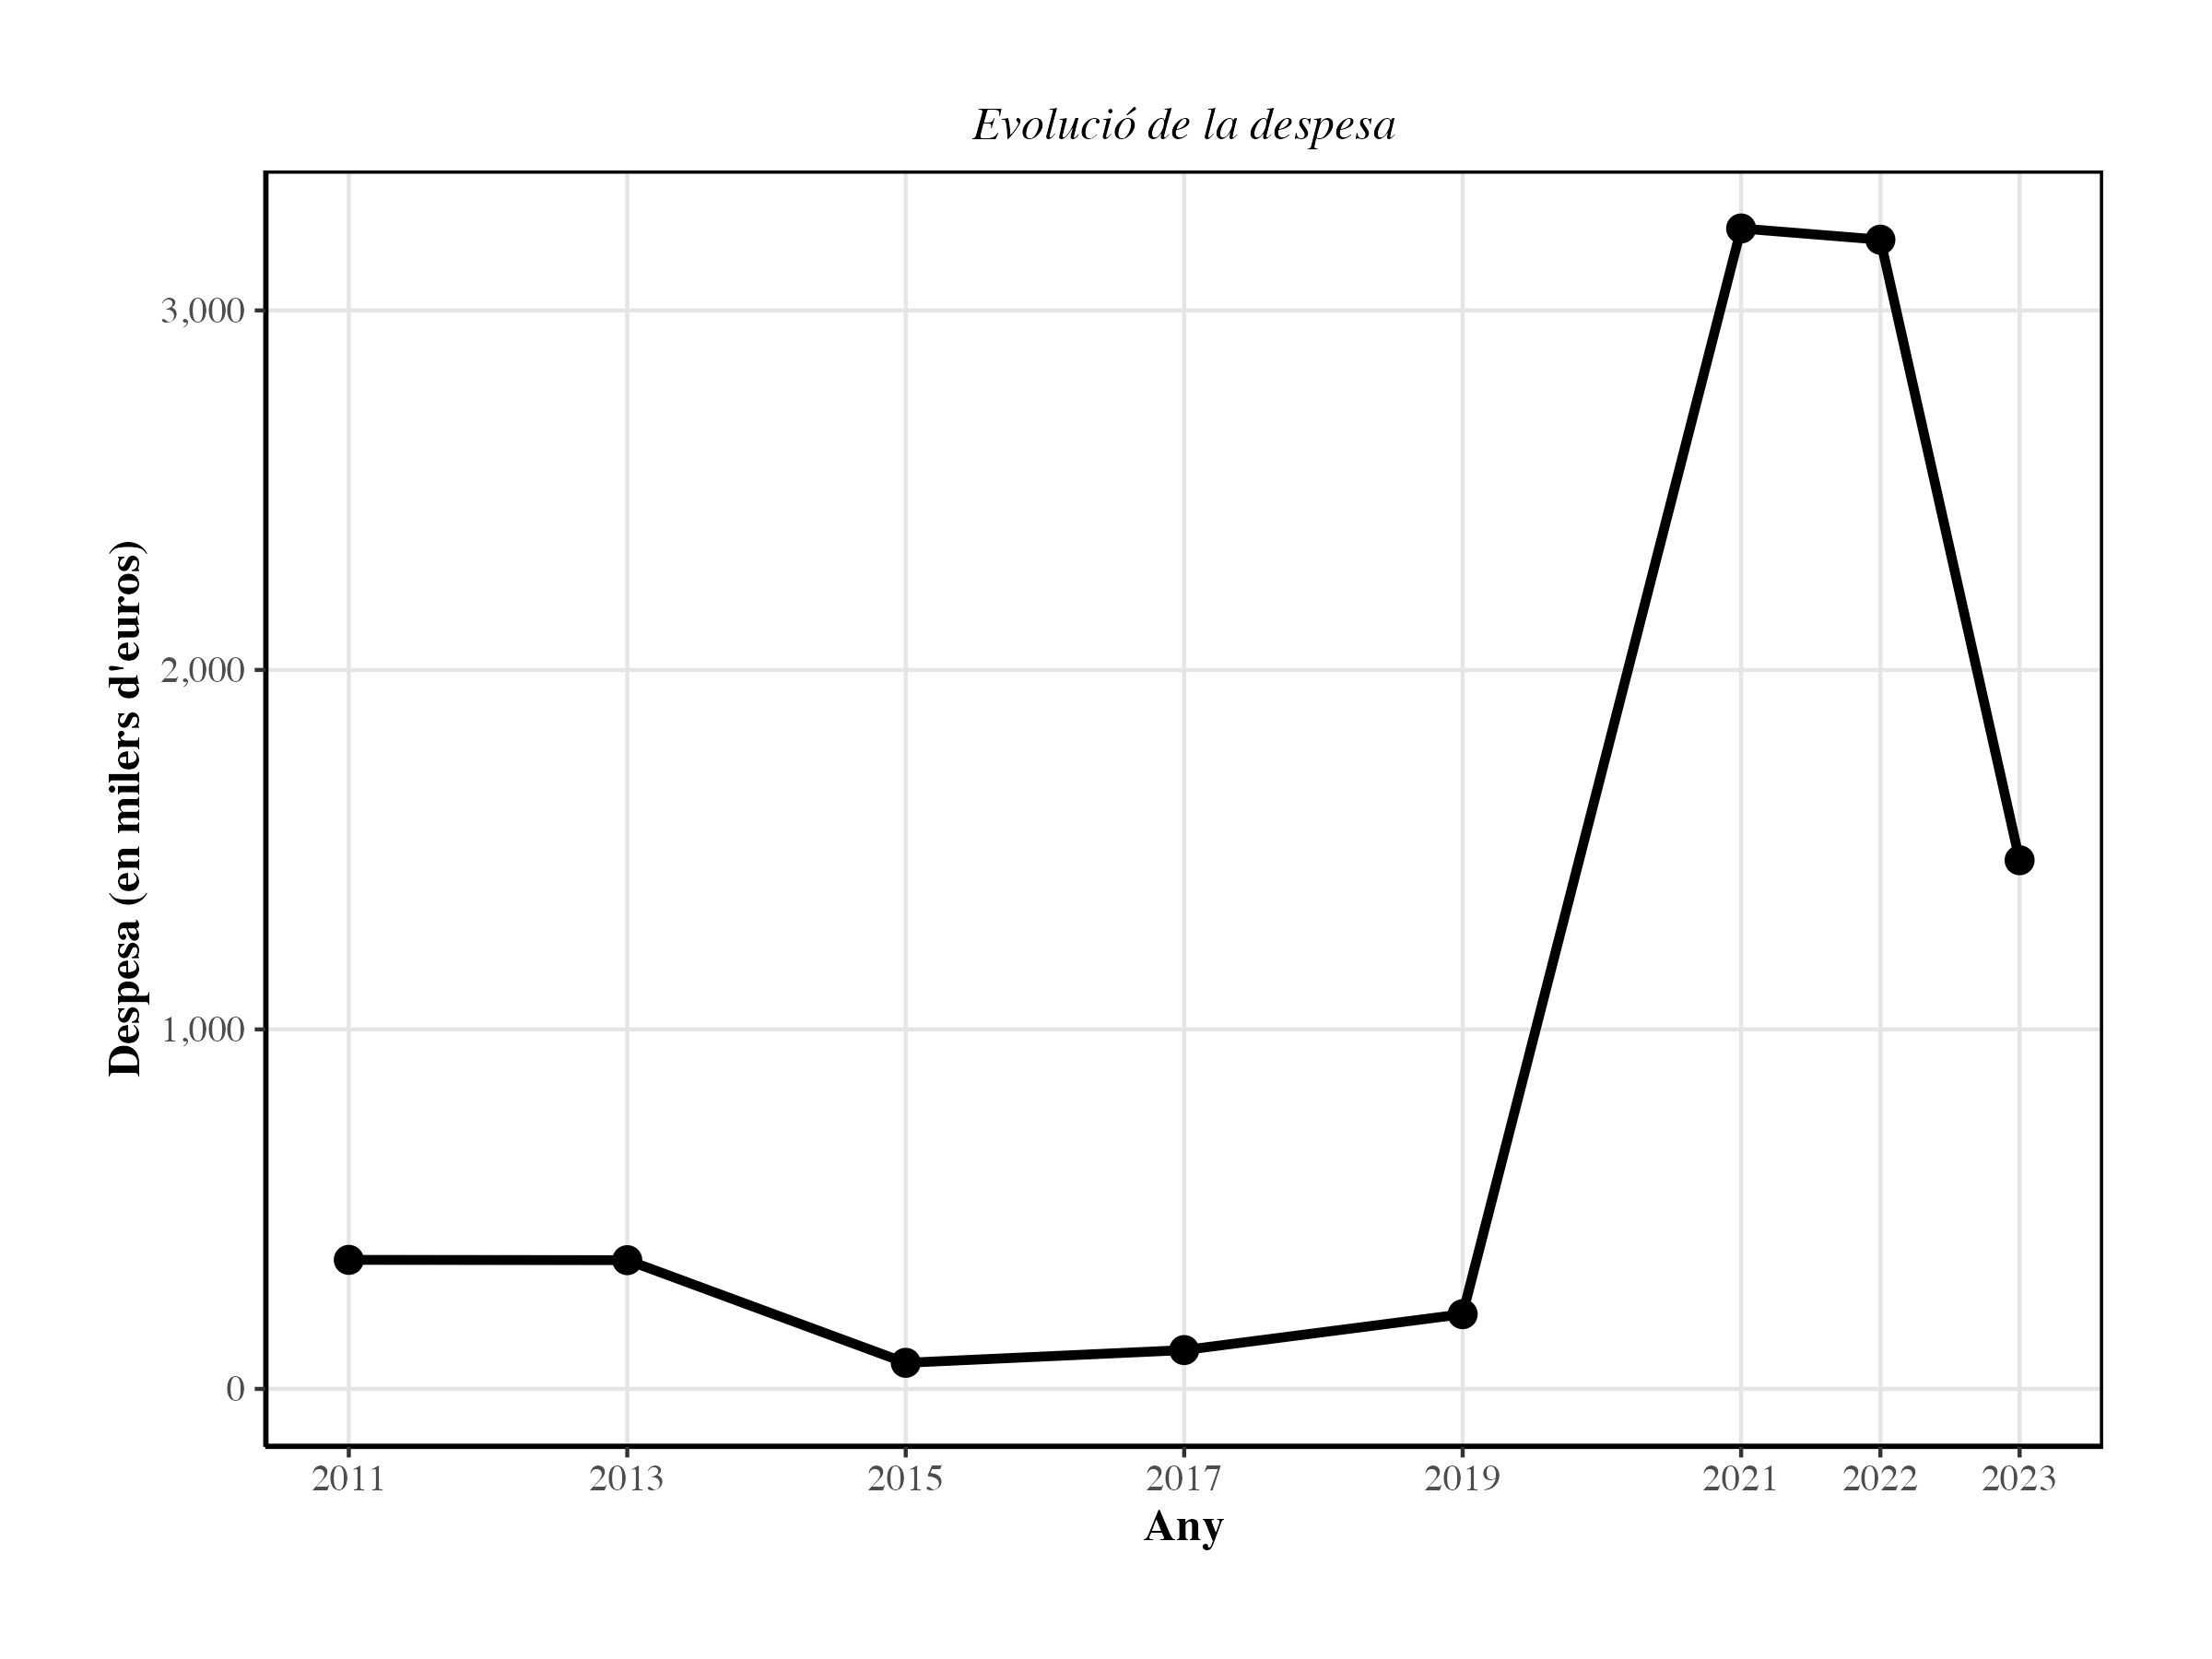 Evolució de la despesa
Despesa (en milers d'euros)
3,000
2,000
1,000
0
2011 2013 2015 2017 2019 2021 2022 2023
Any